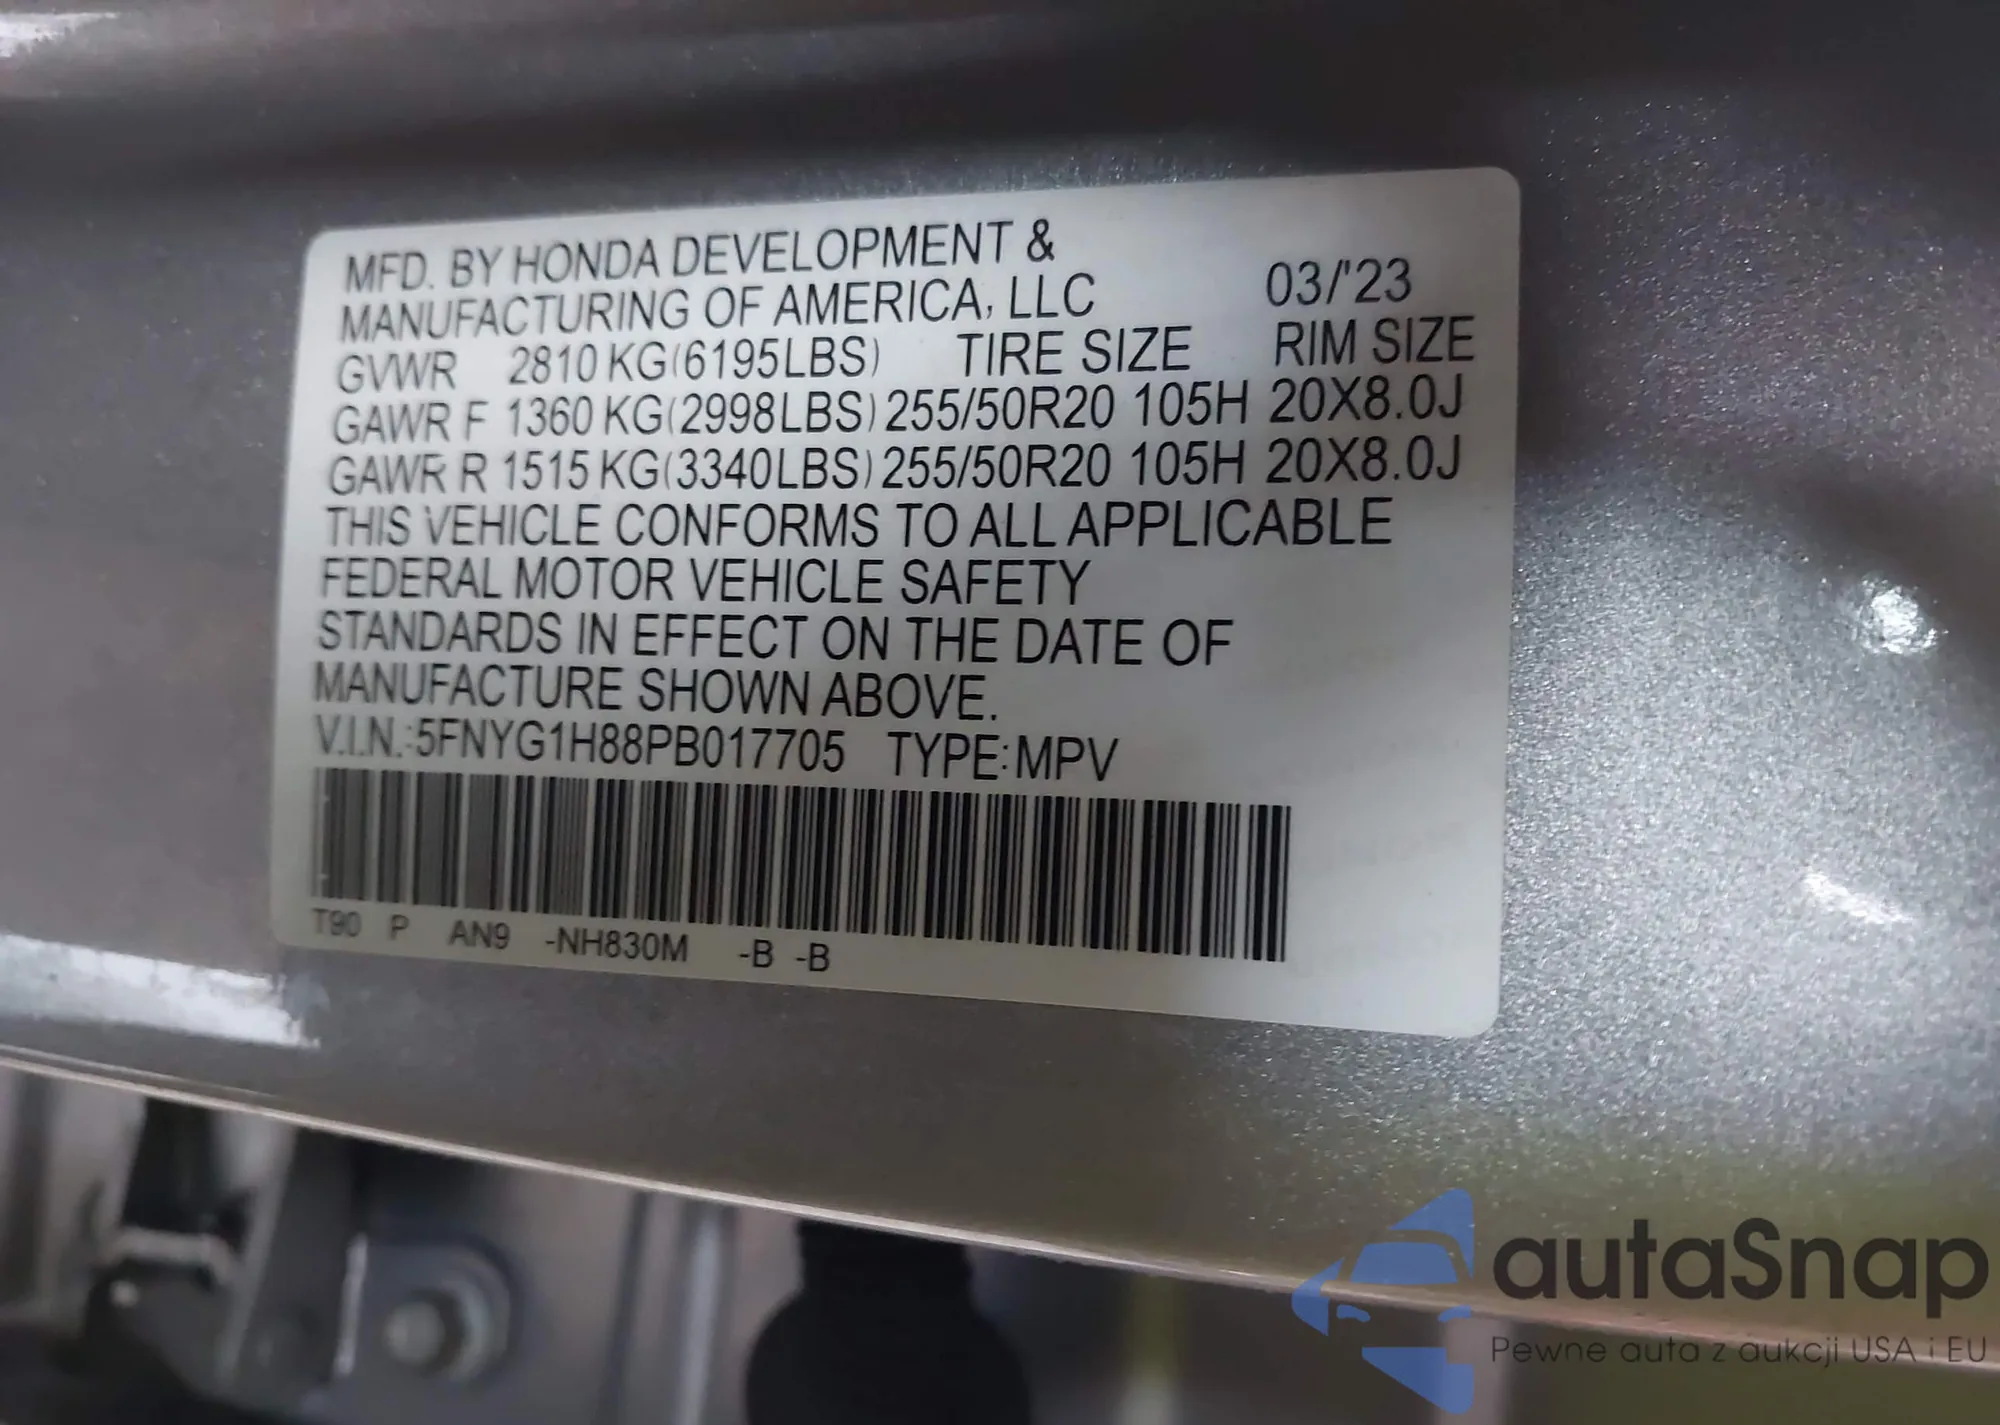 MFD. BY HONDA DEVELOPMENT &
MANUFACTURING OF AMERICA, LLC 03/'23
GVWR 2810 KG(6195LBS) TIRE SIZE RIM SIZE
GAWR F 1360 KG(2998LBS) 255/50R20 105H 20X8.0J
GAWR R 1515 KG(3340LBS) 255/50R20 105H 20X8.0J
THIS VEHICLE CONFORMS TO ALL APPLICABLE
FEDERAL MOTOR VEHICLE SAFETY
STANDARDS IN EFFECT ON THE DATE OF
MANUFACTURE SHOWN ABOVE.
V.I.N.:5FNYG1H88PB017705 TYPE:MPV
T90 P AN9 -NH830M -B -B
autaSnap
Pewne auta z aukcji USA i EU